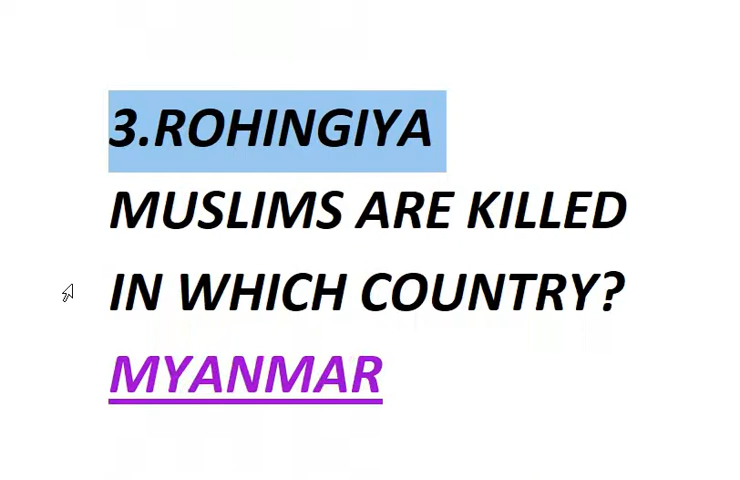 3.ROHINGIYA
MUSLIMS ARE KILLED
IN WHICH COUNTRY?
MYANMAR